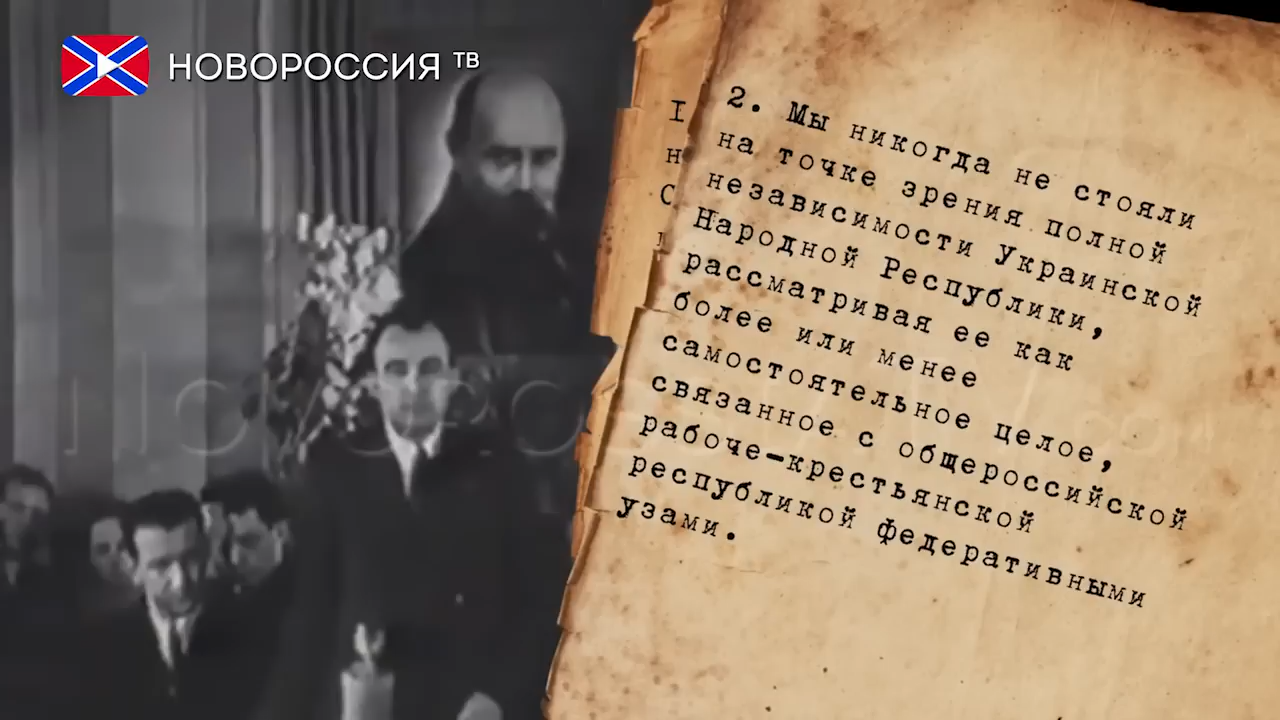 НОВОРОССИЯ ТВ
2. Мы никогда не стояли
на точке зрения полной
независимости Украинской
Народной Республики,
рассматривая ее как
более или менее
самостоятельное целое,
связанное с общероссийской
рабоче-крестьянской
республикой федеративными
узами.